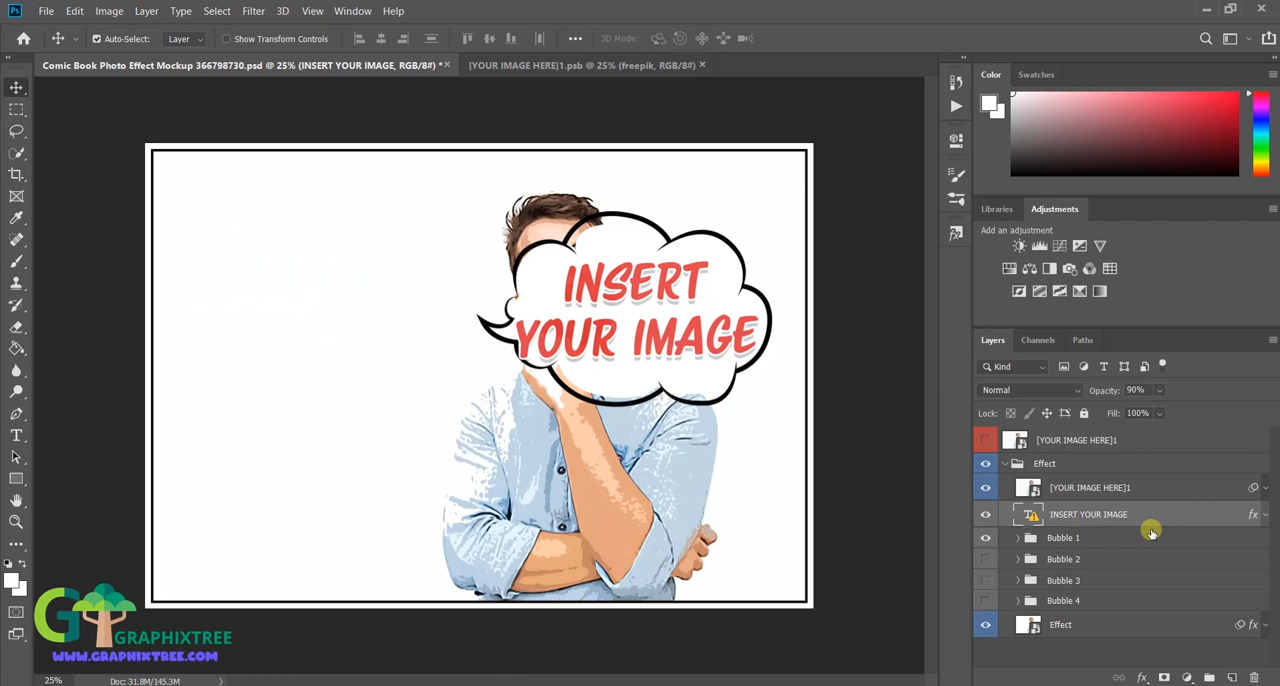 Ps File Edit Image Layer Type Select Filter 3D View Window Help
Auto-Select: Layer Show Transform Controls 3D Mode:
Comic Book Photo Effect Mockup 366798730.psd @ 25% (INSERT YOUR IMAGE, RGB/8#) * × [YOUR IMAGE HERE]1.psb @ 25% (freepik, RGB/8#) ×
Color Swatches
Libraries Adjustments
Add an adjustment
INSERT
YOUR IMAGE
Layers Channels Paths
Kind
Normal Opacity: 90%
Lock: Fill: 100%
[YOUR IMAGE HERE]1
Effect
[YOUR IMAGE HERE]1
INSERT YOUR IMAGE fx
Bubble 1
Bubble 2
Bubble 3
Bubble 4
Effect fx
GRAPHIXTREE
WWW.GRAPHIXTREE.COM
25% Doc: 31.8M/145.3M
fx